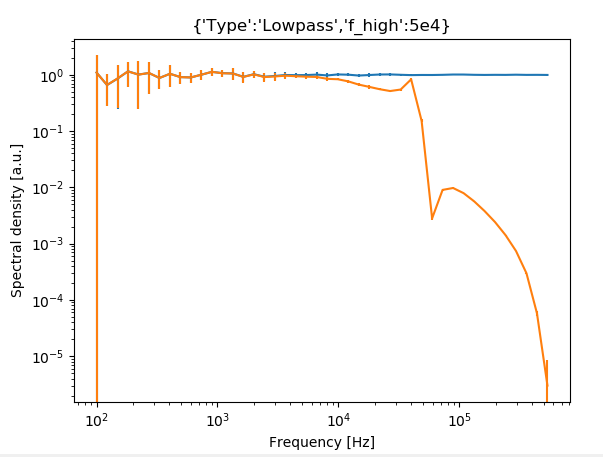 {'Type':'Lowpass','f_high':5e4}
Spectral density [a.u.]
10^0
10^−1
10^−2
10^−3
10^−4
10^−5
10^2 10^3 10^4 10^5
Frequency [Hz]